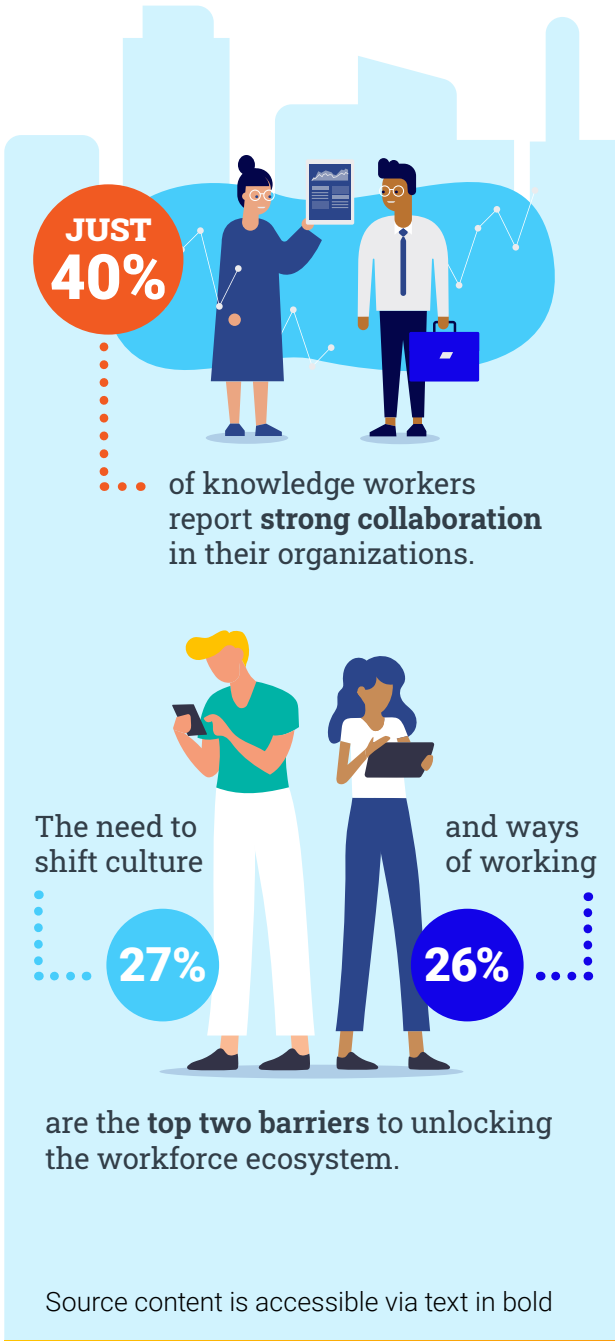 JUST
40%
of knowledge workers
report strong collaboration
in their organizations.
The need to
shift culture
27%
and ways
of working
26%
are the top two barriers to unlocking
the workforce ecosystem.
Source content is accessible via text in bold